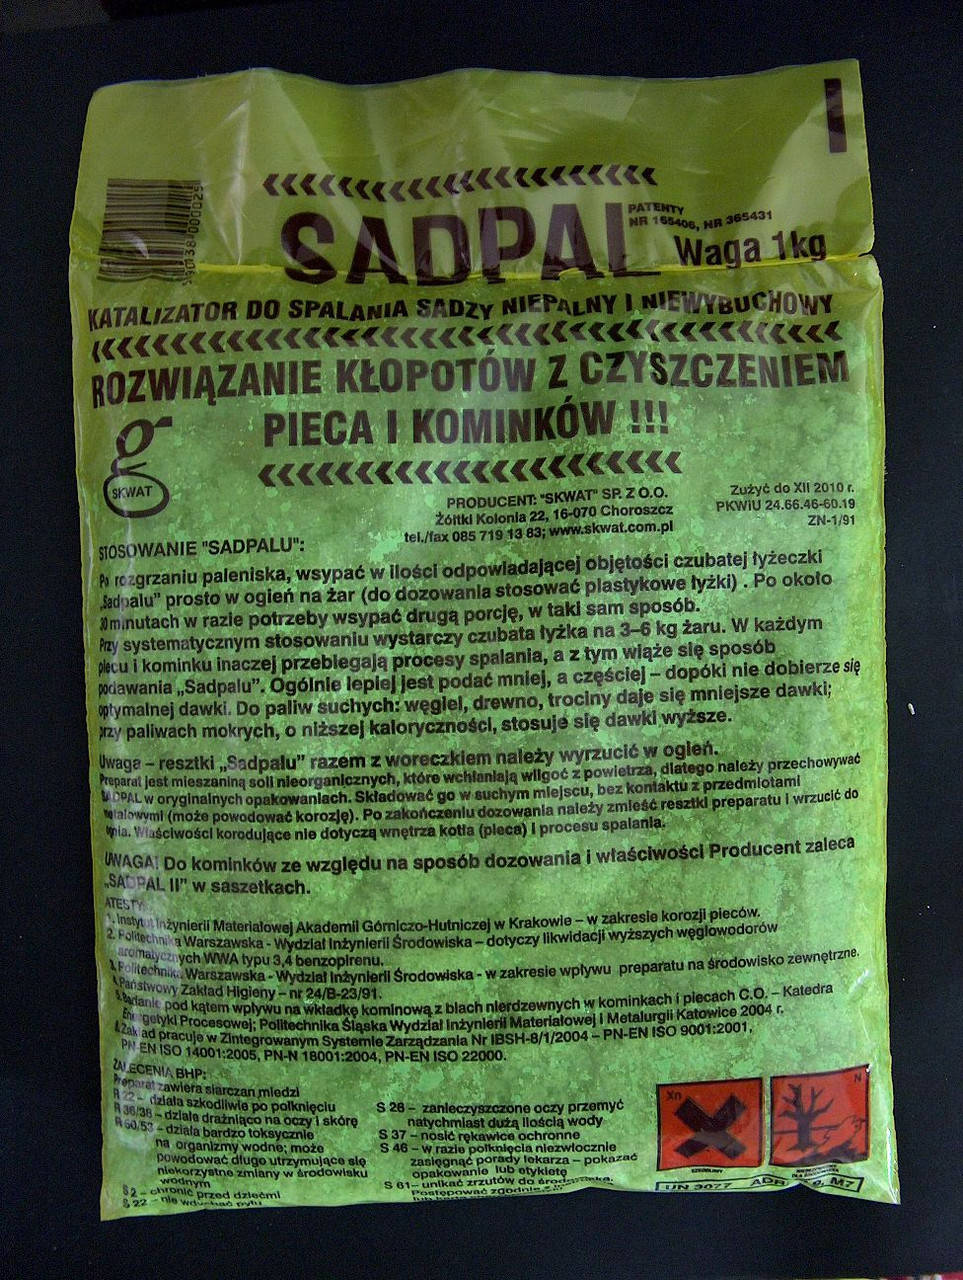 SADPAL
PATENTY
NR 165406, NR 365431
Waga 1kg
KATALIZATOR DO SPALANIA SADZY NIEPALNY I NIEWYBUCHOWY
ROZWIĄZANIE KŁOPOTÓW Z CZYSZCZENIEM
PIECA I KOMINKÓW !!!
SKWAT
PRODUCENT: "SKWAT" SP. Z O.O.
Żółtki Kolonia 22, 16-070 Choroszcz
tel./fax 085 719 13 83; www.skwat.com.pl
Zużyć do XII 2010 r.
PKWiU 24.66.46-60.19
ZN-1/91
STOSOWANIE "SADPALU":
Po rozgrzaniu paleniska, wsypać w ilości odpowiadającej objętości czubatej łyżeczki
„Sadpalu” prosto w ogień na żar (do dozowania stosować plastykowe łyżki) . Po około
minutach w razie potrzeby wsypać drugą porcję, w taki sam sposób.
Przy systematycznym stosowaniu wystarczy czubata łyżka na 3–6 kg żaru. W każdym
piecu i kominku inaczej przebiegają procesy spalania, a z tym wiąże się sposób
podawania „Sadpalu”. Ogólnie lepiej jest podać mniej, a częściej – dopóki nie dobierze się
optymalnej dawki. Do paliw suchych: węgiel, drewno, trociny daje się mniejsze dawki;
przy paliwach mokrych, o niższej kaloryczności, stosuje się dawki wyższe.
Uwaga – resztki „Sadpalu” razem z woreczkiem należy wyrzucić w ogień.
Preparat jest mieszaniną soli nieorganicznych, które wchłaniają wilgoć z powietrza, dlatego należy przechowywać
SADPAL w oryginalnych opakowaniach. Składować go w suchym miejscu, bez kontaktu z przedmiotami
metalowymi (może powodować korozję). Po zakończeniu dozowania należy zmieść resztki preparatu i wrzucić do
ognia. Właściwości korodujące nie dotyczą wnętrza kotła (pieca) i procesu spalania.
UWAGA! Do kominków ze względu na sposób dozowania i właściwości Producent zaleca
„SADPAL II” w saszetkach.
ATESTY:
1. Instytut Inżynierii Materiałowej Akademii Górniczo-Hutniczej w Krakowie – w zakresie korozji pieców.
2. Politechnika Warszawska - Wydział Inżynierii Środowiska – dotyczy likwidacji wyższych węglowodorów
aromatycznych WWA typu 3,4 benzopirenu.
3. Politechnika Warszawska - Wydział Inżynierii Środowiska - w zakresie wpływu preparatu na środowisko zewnętrzne.
4. Państwowy Zakład Higieny – nr 24/B-23/91.
5. Badanie pod kątem wpływu na wkładkę kominową z blach nierdzewnych w kominkach i piecach C.O. – Katedra
Energetyki Procesowej; Politechnika Śląska Wydział Inżynierii Materiałowej i Metalurgii Katowice 2004 r.
6. Zakład pracuje w Zintegrowanym Systemie Zarządzania Nr IBSH-8/1/2004 – PN-EN ISO 9001:2001,
PN-EN ISO 14001:2005, PN-N 18001:2004, PN-EN ISO 22000.
ZALECENIA BHP:
Preparat zawiera siarczan miedzi
R 22 – działa szkodliwie po połknięciu
R 36/38 – działa drażniąco na oczy i skórę
R 50/53 – działa bardzo toksycznie
na organizmy wodne; może
powodować długo utrzymujące się
niekorzystne zmiany w środowisku
wodnym
S 2 – chronić przed dziećmi
S 22 – nie wdychać pyłu
S 26 – zanieczyszczone oczy przemyć
natychmiast dużą ilością wody
S 37 – nosić rękawice ochronne
S 46 – w razie połknięcia niezwłocznie
zasięgnąć porady lekarza – pokazać
opakowanie lub etykietę
S 61 – unikać zrzutów do środowiska.
Postępować zgodnie z
Xn
N
SZKODLIWY
UN 3077 ADR 9, M7